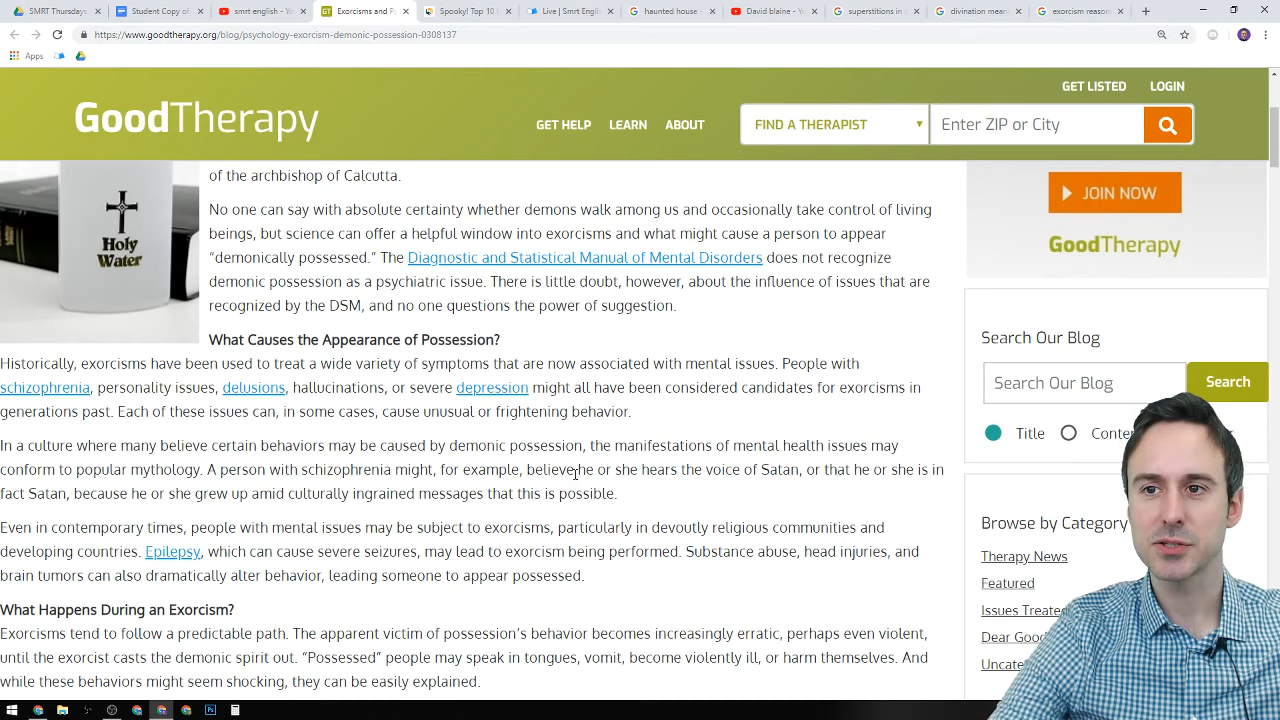 SMRT Thursdays
Student Copy of
smrt english - Yo
Exorcisms and P
Spooky! Top 10
Live | Smrt Eng
haunted house -
David blaine - Yo
superstitions in
divination mean
exorcism reaso
https://www.goodtherapy.org/blog/psychology-exorcism-demonic-possession-0308137
Apps
GET LISTED LOGIN
GoodTherapy
GET HELP LEARN ABOUT
FIND A THERAPIST
Enter ZIP or City
of the archbishop of Calcutta.
No one can say with absolute certainty whether demons walk among us and occasionally take control of living
beings, but science can offer a helpful window into exorcisms and what might cause a person to appear
“demonically possessed.” The Diagnostic and Statistical Manual of Mental Disorders does not recognize
demonic possession as a psychiatric issue. There is little doubt, however, about the influence of issues that are
recognized by the DSM, and no one questions the power of suggestion.
Holy
Water
What Causes the Appearance of Possession?
Historically, exorcisms have been used to treat a wide variety of symptoms that are now associated with mental issues. People with
schizophrenia, personality issues, delusions, hallucinations, or severe depression might all have been considered candidates for exorcisms in
generations past. Each of these issues can, in some cases, cause unusual or frightening behavior.
In a culture where many believe certain behaviors may be caused by demonic possession, the manifestations of mental health issues may
conform to popular mythology. A person with schizophrenia might, for example, believe he or she hears the voice of Satan, or that he or she is in
fact Satan, because he or she grew up amid culturally ingrained messages that this is possible.
Even in contemporary times, people with mental issues may be subject to exorcisms, particularly in devoutly religious communities and
developing countries. Epilepsy, which can cause severe seizures, may lead to exorcism being performed. Substance abuse, head injuries, and
brain tumors can also dramatically alter behavior, leading someone to appear possessed.
What Happens During an Exorcism?
Exorcisms tend to follow a predictable path. The apparent victim of possession's behavior becomes increasingly erratic, perhaps even violent,
until the exorcist casts the demonic spirit out. “Possessed” people may speak in tongues, vomit, become violently ill, or harm themselves. And
while these behaviors might seem shocking, they can be easily explained.
JOIN NOW
GoodTherapy
Search Our Blog
Search Our Blog
Search
Title
Conte
Browse by Category
Therapy News
Featured
Issues Treate
Dear Goo
Uncate